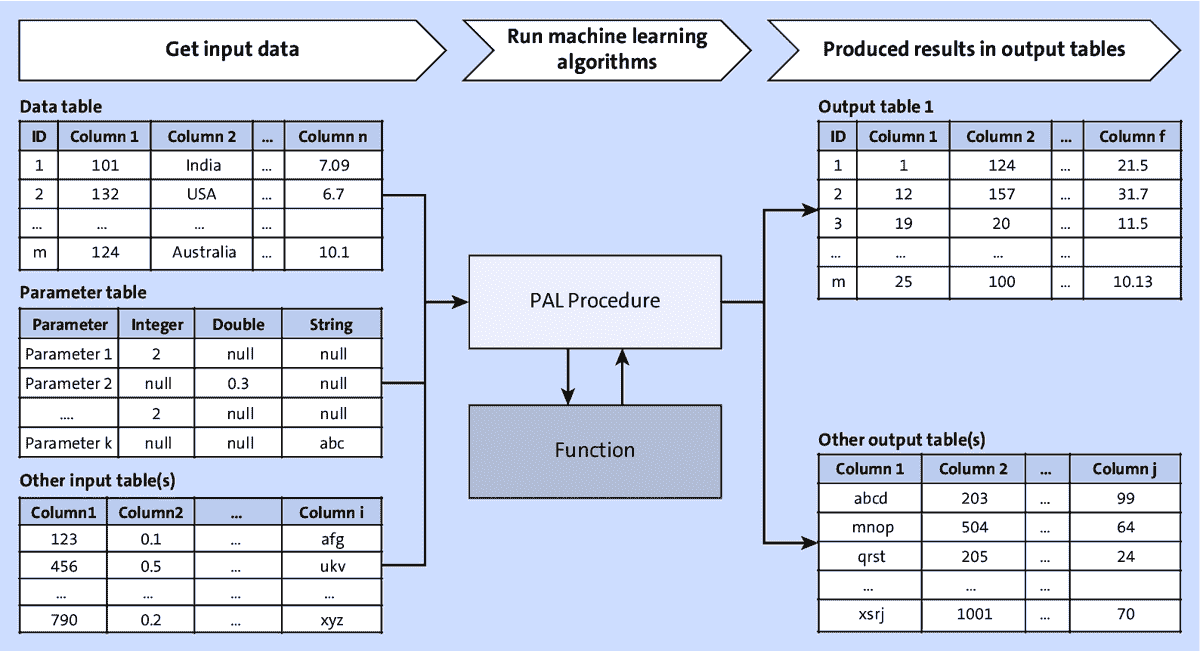 Get input data
Run machine learning
algorithms
Produced results in output tables
Data table
ID Column 1 Column 2 ... Column n
1 101 India ... 7.09
2 132 USA ... 6.7
... ... ... ...
m 124 Australia ... 10.1
Parameter table
Parameter Integer Double String
Parameter 1 2 null null
Parameter 2 null 0.3 null
.... 2 null null
Parameter k null null abc
Other input table(s)
Column1 Column2 ... Column i
123 0.1 ... afg
456 0.5 ... ukv
... ... ... ...
790 0.2 ... xyz
PAL Procedure
Function
Output table 1
ID Column 1 Column 2 ... Column f
1 1 124 ... 21.5
2 12 157 ... 31.7
3 19 20 ... 11.5
... ... ... ...
m 25 100 ... 10.13
Other output table(s)
Column 1 Column 2 ... Column j
abcd 203 ... 99
mnop 504 ... 64
qrst 205 ... 24
... ... ...
xsrj 1001 ... 70